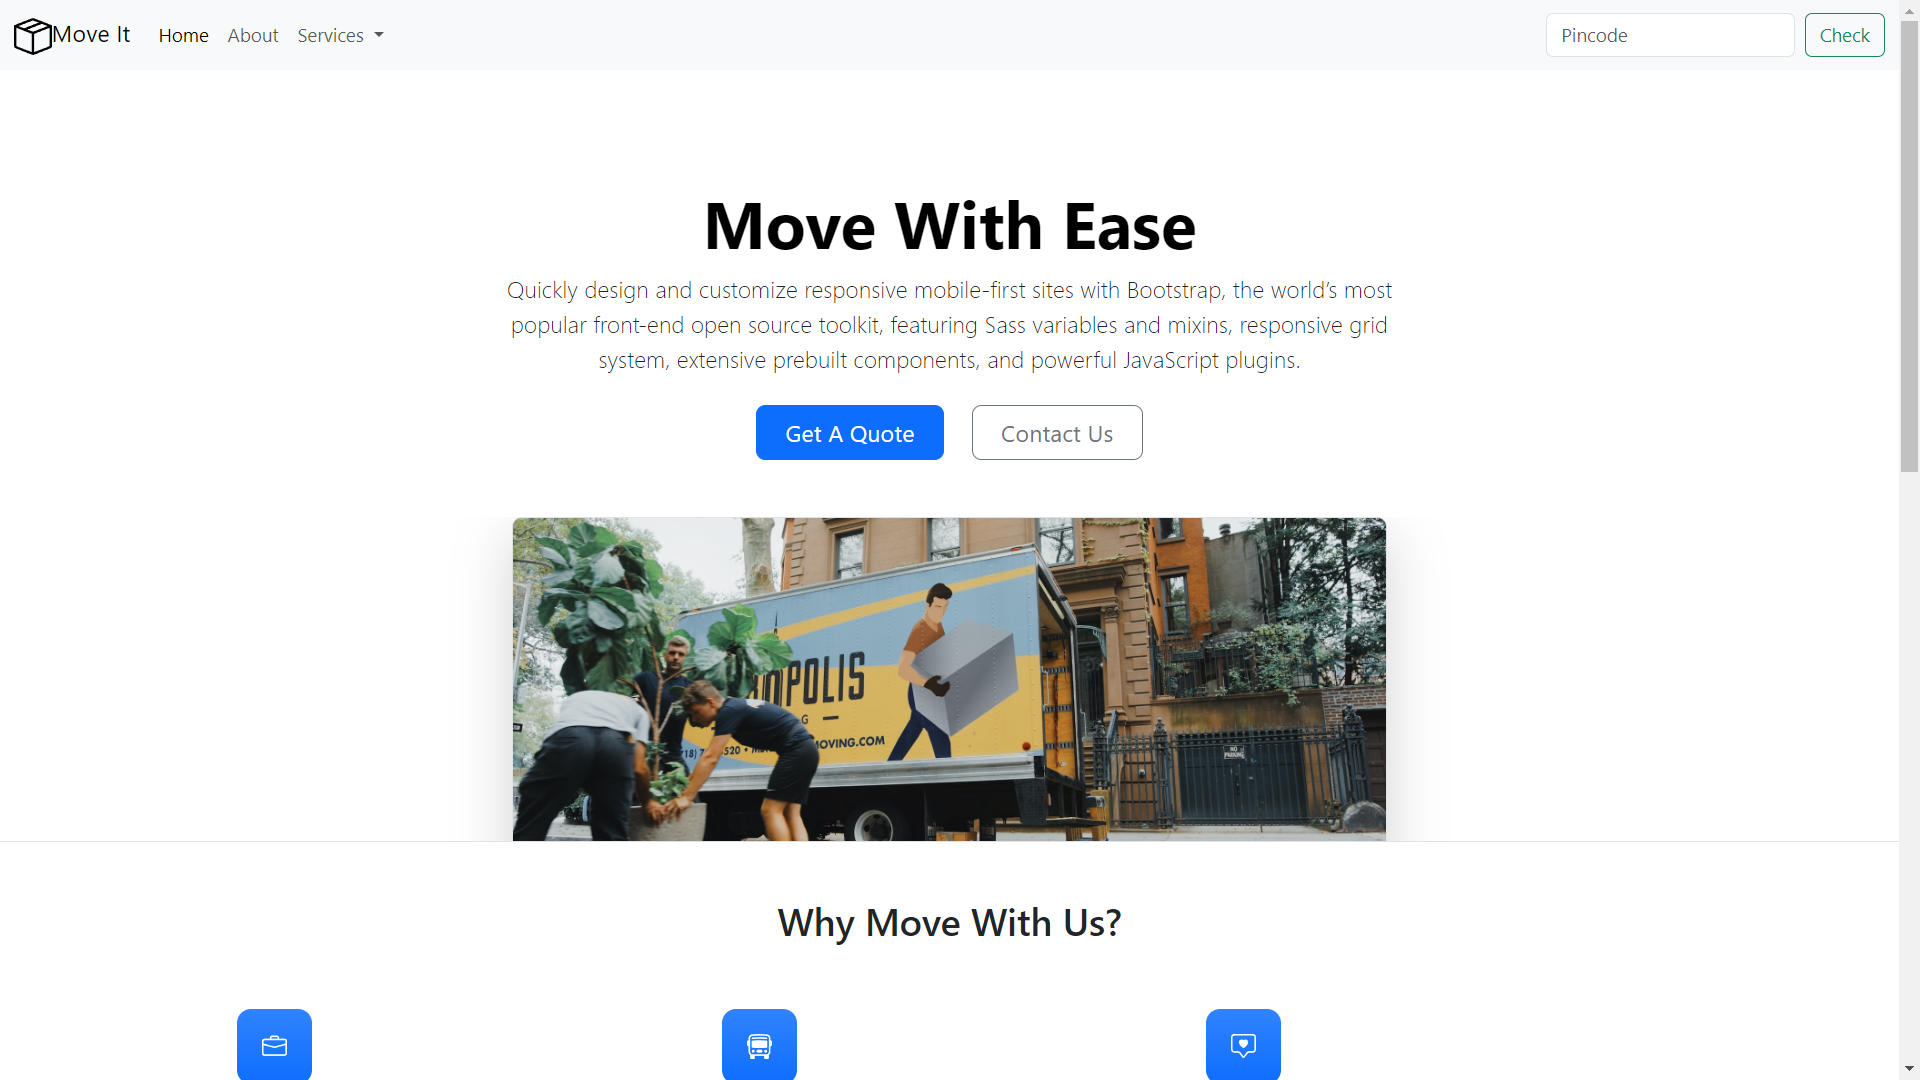 Move It
Home
About
Services
Pincode
Check
Move With Ease
Quickly design and customize responsive mobile-first sites with Bootstrap, the world’s most
popular front-end open source toolkit, featuring Sass variables and mixins, responsive grid
system, extensive prebuilt components, and powerful JavaScript plugins.
Get A Quote
Contact Us
POLIS
G —
520 •
MOVING.COM
NO
PARKING
Why Move With Us?